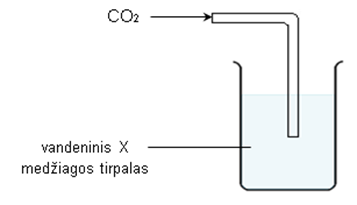 CO₂
vandeninis X
medžiagos tirpalas